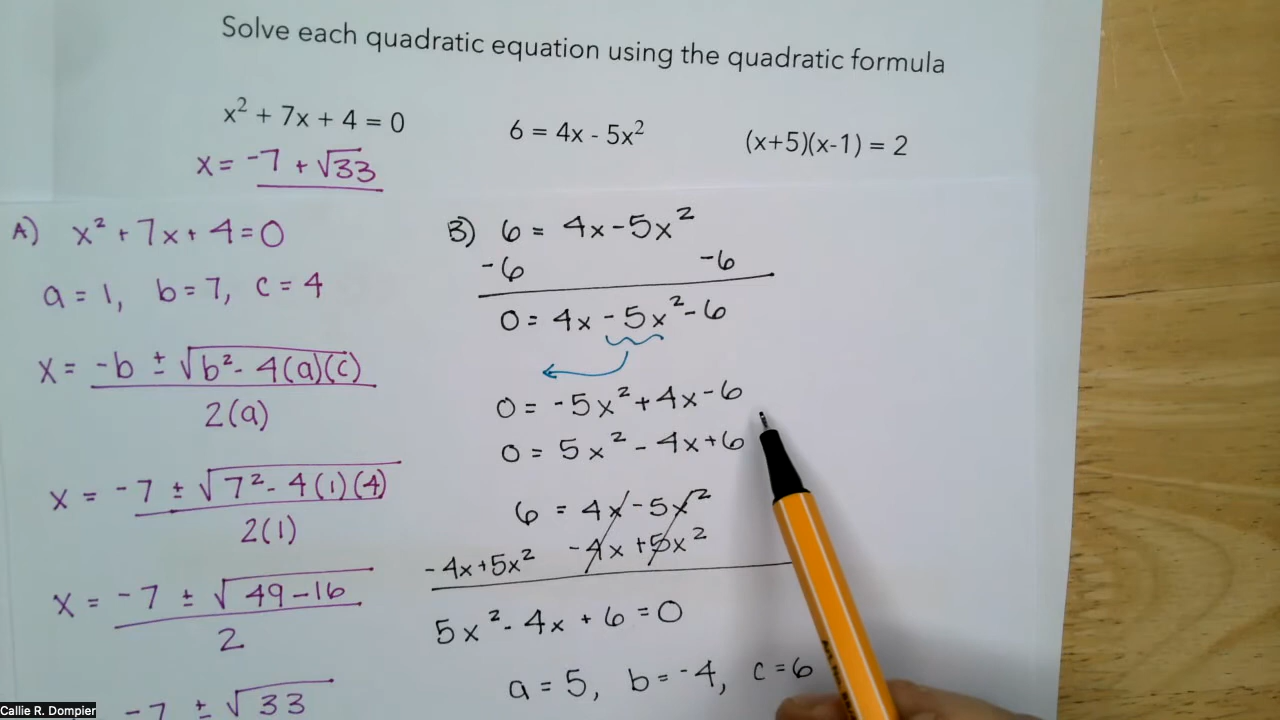 Solve each quadratic equation using the quadratic formula
x² + 7x + 4 = 0
x = -7 + √33
6 = 4x - 5x²
(x+5)(x-1) = 2
A) x² + 7x + 4 = 0
a = 1, b = 7, c = 4
x = -b ± √b² - 4(a)(c)
2(a)
x = -7 ± √7² - 4(1)(4)
2(1)
x = -7 ± √49-16
2
-7 ± √33
B) 6 = 4x - 5x²
-6 -6
0 = 4x - 5x² - 6
0 = -5x² + 4x - 6
0 = 5x² - 4x + 6
6 = 4x - 5x²
-4x + 5x² -4x + 5x²
5x² - 4x + 6 = 0
a = 5, b = -4, c = 6
Callie R. Dompier